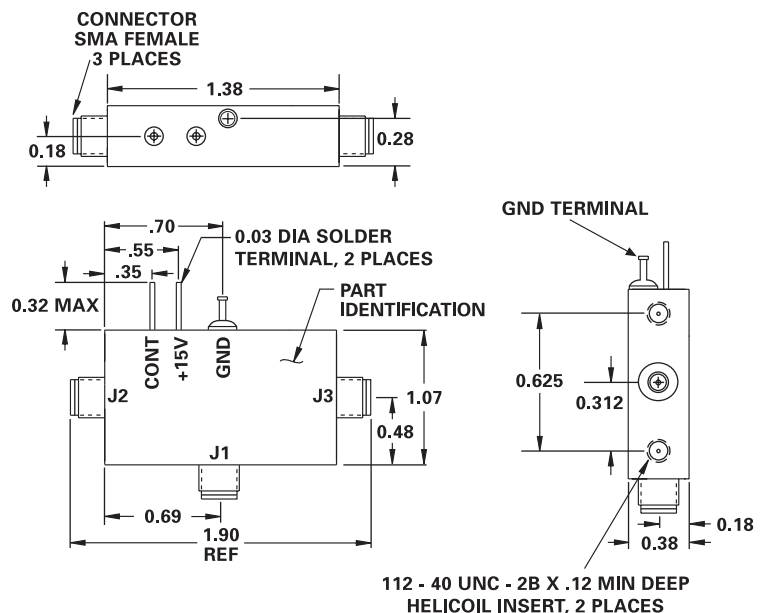 CONNECTOR
SMA FEMALE
3 PLACES
1.38
0.18
0.28
.70
.55
.35
0.03 DIA SOLDER
TERMINAL, 2 PLACES
0.32 MAX
PART
IDENTIFICATION
CONT
+15V
GND
J2
J3
J1
1.07
0.48
0.69
1.90
REF
GND TERMINAL
0.625
0.312
0.18
0.38
112 - 40 UNC - 2B X .12 MIN DEEP
HELICOIL INSERT, 2 PLACES